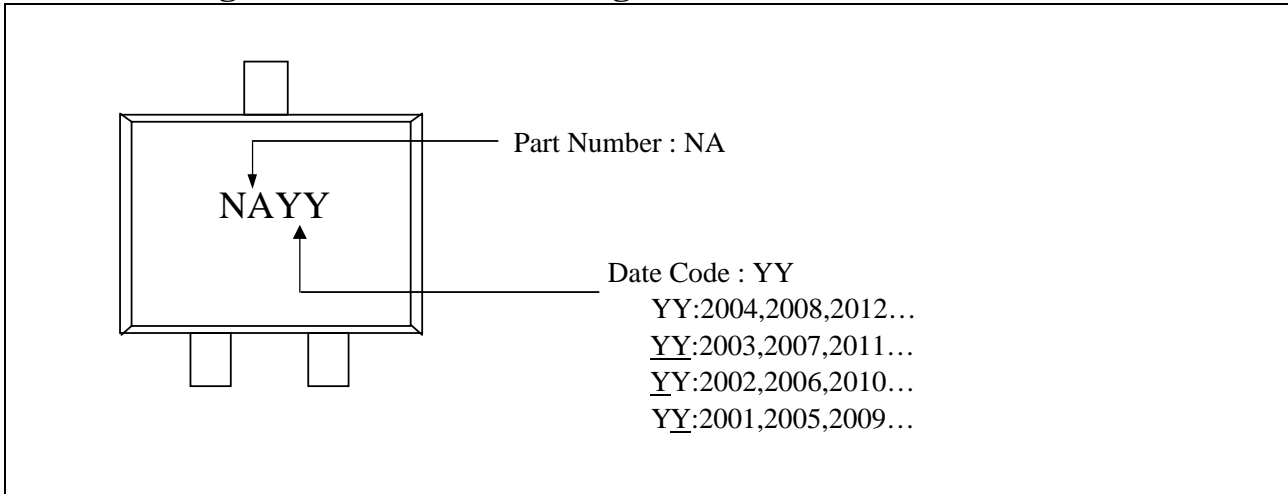 Part Number : NA
NAYY
Date Code : YY
YY:2004,2008,2012…
YY:2003,2007,2011…
YY:2002,2006,2010…
YY:2001,2005,2009…